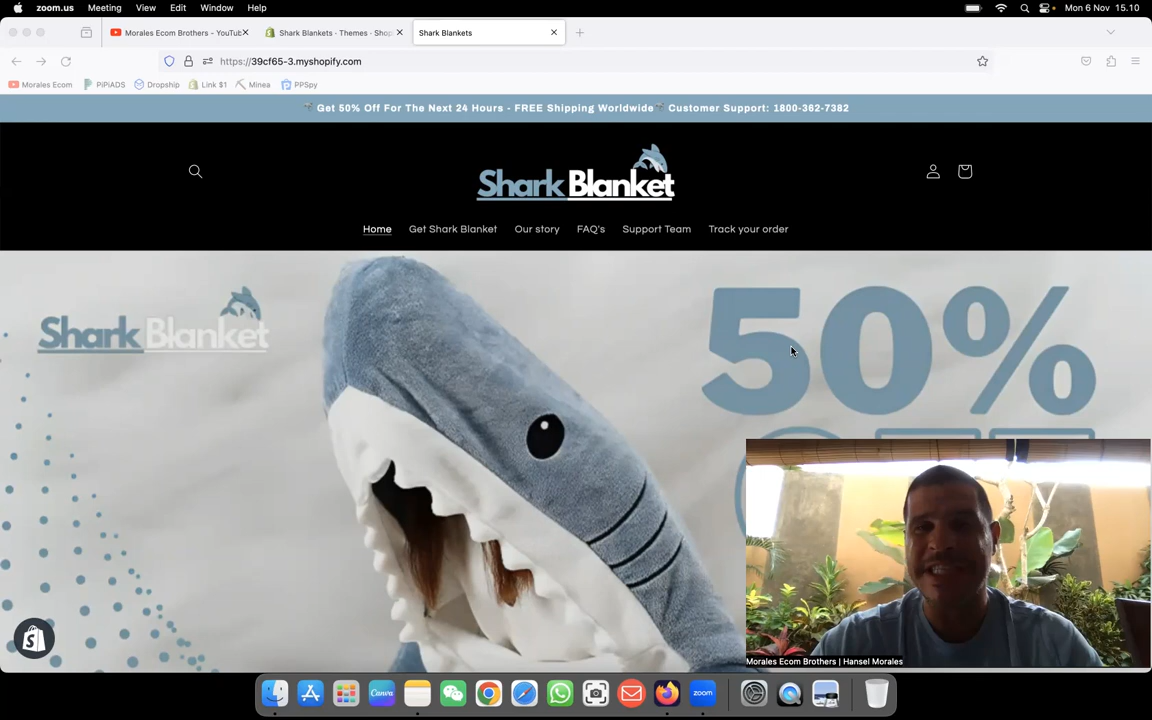 zoom.us Meeting View Edit Window Help Mon 6 Nov 15.10
Morales Ecom Brothers - YouTub
Shark Blankets · Themes · Shop
Shark Blankets
https://39cf65-3.myshopify.com
Morales Ecom PiPiADS Dropship Link $1 Minea PPSpy
Get 50% Off For The Next 24 Hours - FREE Shipping Worldwide Customer Support: 1800-362-7382
Shark Blanket
Home Get Shark Blanket Our story FAQ's Support Team Track your order
Shark Blanket
50%
Morales Ecom Brothers | Hansel Morales
Canva
zoom